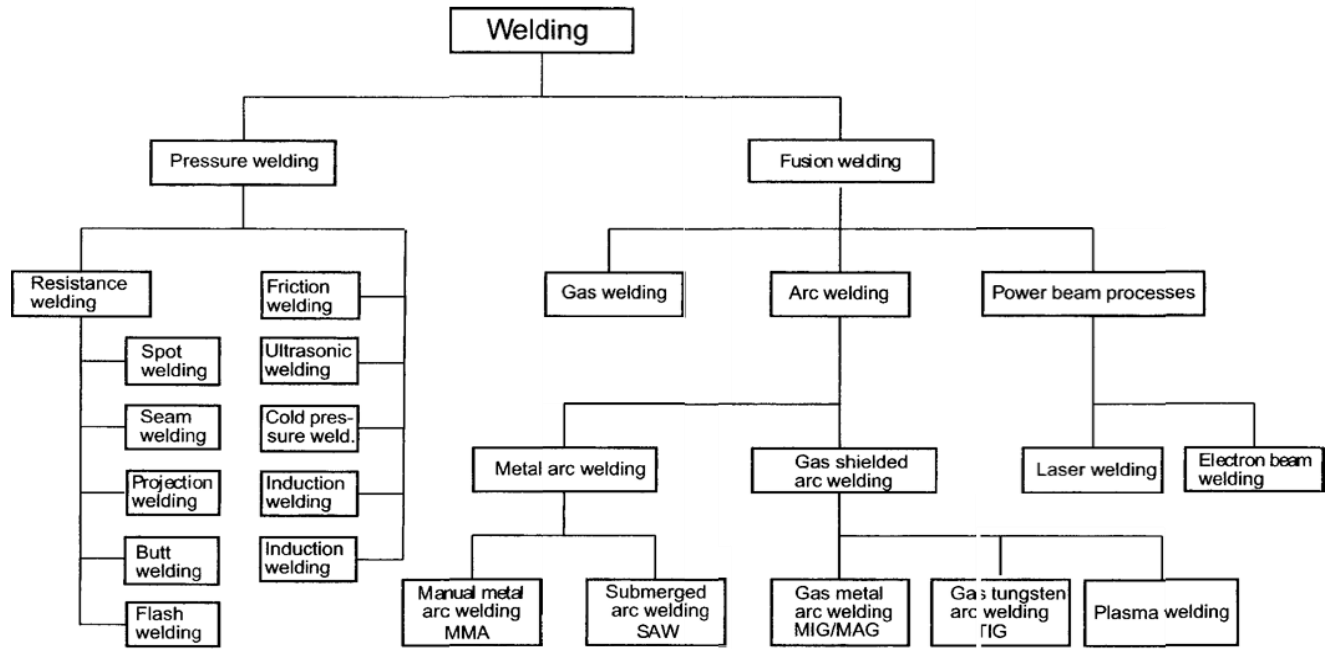 Welding
Pressure welding
Fusion welding
Resistance
welding
Friction
welding
Gas welding
Arc welding
Power beam processes
Spot
welding
Ultrasonic
welding
Seam
welding
Cold pres-
sure weld.
Metal arc welding
Gas shielded
arc welding
Laser welding
Electron beam
welding
Projection
welding
Induction
welding
Butt
welding
Induction
welding
Flash
welding
Manual metal
arc welding
MMA
Submerged
arc welding
SAW
Gas metal
arc welding
MIG/MAG
Gas tungsten
arc welding
TIG
Plasma welding